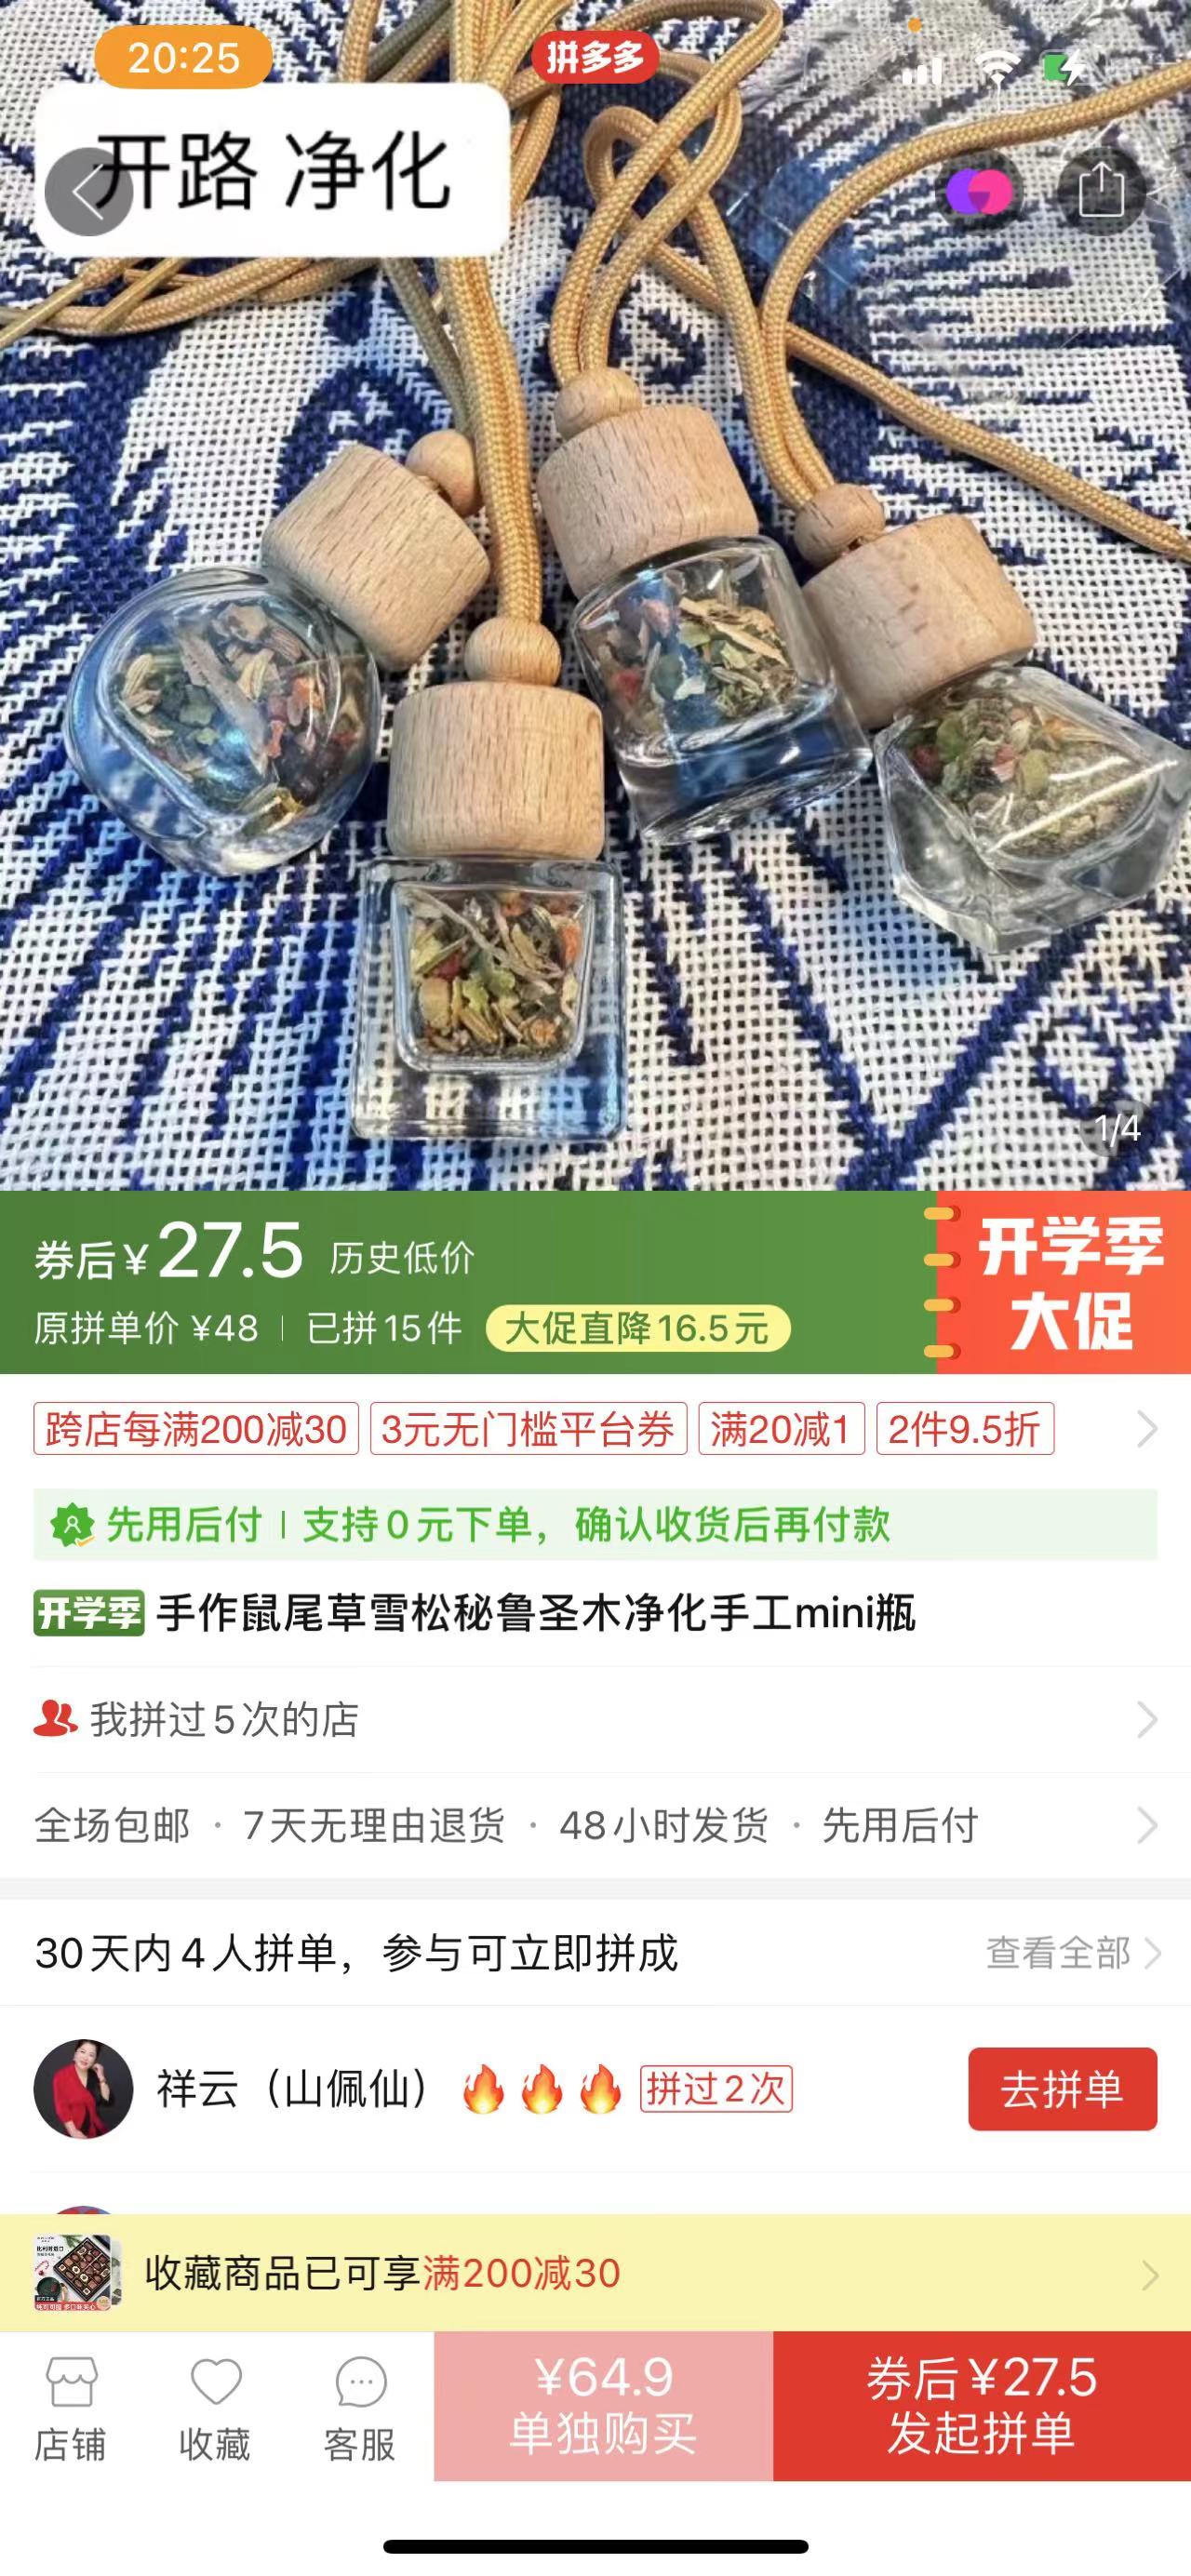 20:25
拼多多
开路 净化
1/4
券后¥27.5 历史低价
原拼单价 ¥48 | 已拼15件 大促直降16.5元
开学季
大促
跨店每满200减30 3元无门槛平台券 满20减1 2件9.5折
先用后付 | 支持0元下单，确认收货后再付款
开学季 手作鼠尾草雪松秘鲁圣木净化手工mini瓶
我拼过5次的店
全场包邮 · 7天无理由退货 · 48小时发货 · 先用后付
30天内4人拼单，参与可立即拼成 查看全部
祥云（山佩仙）🔥🔥🔥 拼过2次 去拼单
收藏商品已可享满200减30
店铺 收藏 客服
¥64.9
单独购买
券后¥27.5
发起拼单